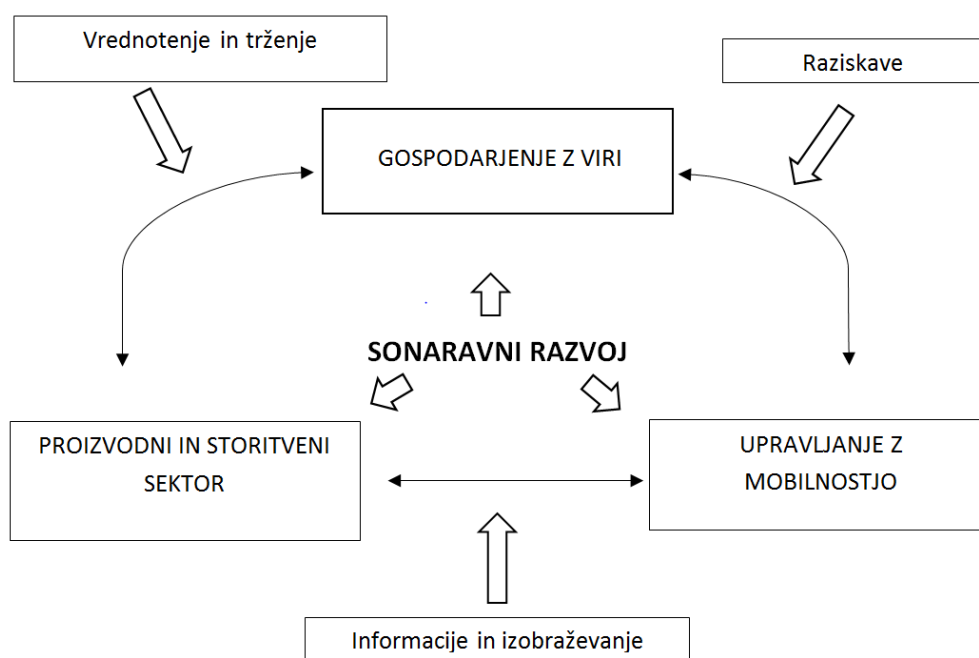 Vrednotenje in trženje
Raziskave
GOSPODARJENJE Z VIRI
SONARAVNI RAZVOJ
PROIZVODNI IN STORITVENI
SEKTOR
UPRAVLJANJE Z
MOBILNOSTJO
Informacije in izobraževanje